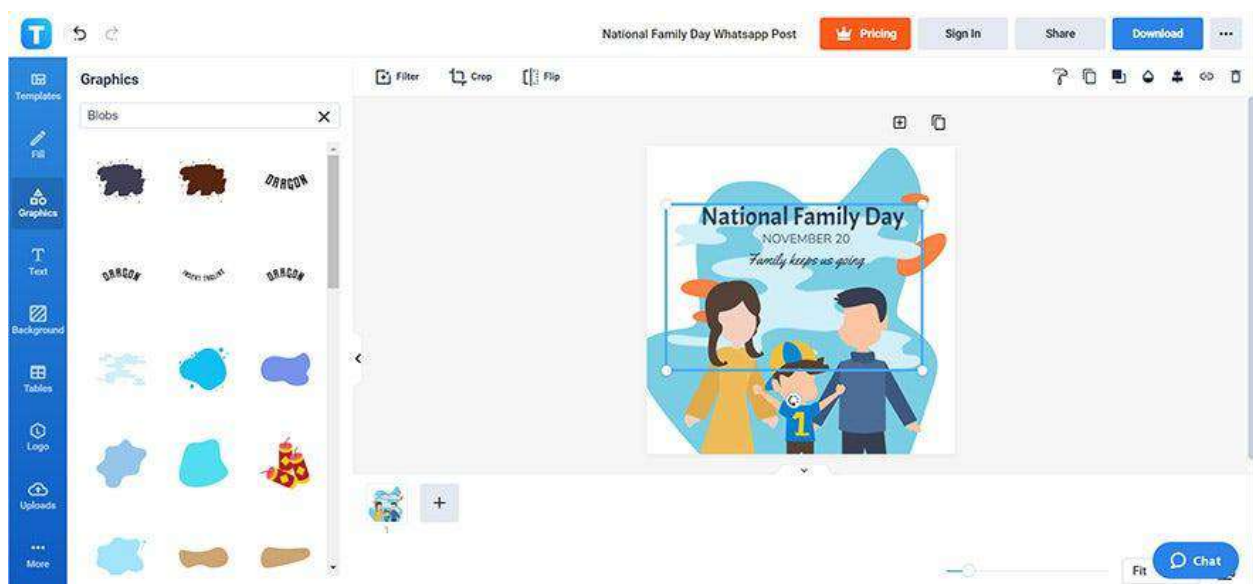 T
National Family Day Whatsapp Post
Pricing
Sign In
Share
Download
Templates
Fill
Graphics
Text
Background
Tables
Logo
Uploads
More
Graphics
Blobs
DRAGON
DRAGON
DRAGON
Filter
Crop
Flip
National Family Day
NOVEMBER 20
Family keeps us going
1
1
Fit
Chat